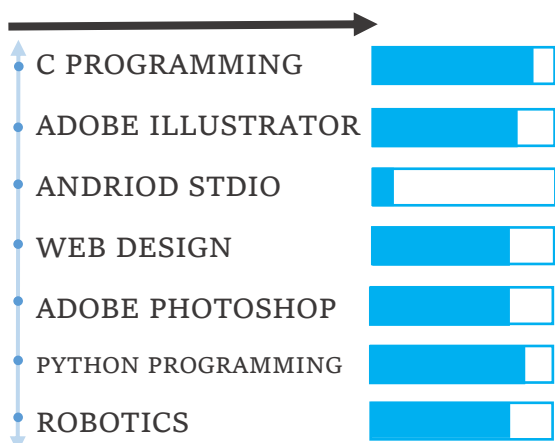 C PROGRAMMING
ADOBE ILLUSTRATOR
ANDRIOD STDIO
WEB DESIGN
ADOBE PHOTOSHOP
PYTHON PROGRAMMING
ROBOTICS